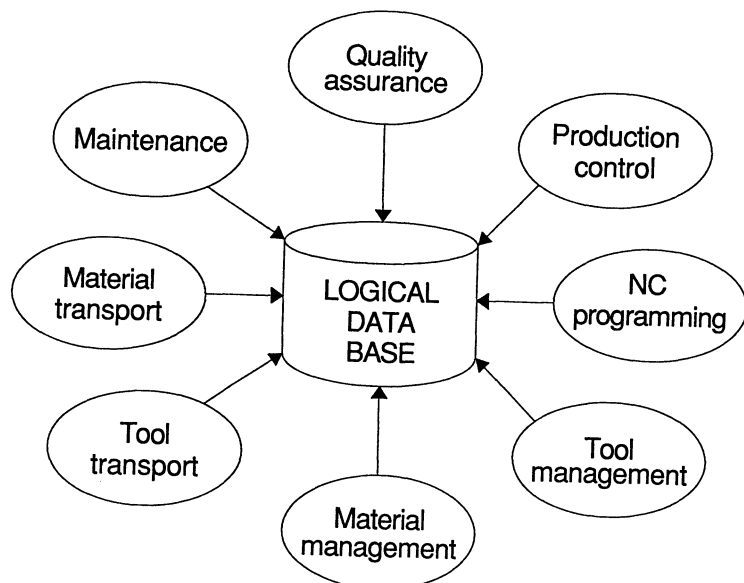 Quality
assurance
Maintenance
Production
control
Material
transport
LOGICAL
DATA
BASE
NC
programming
Tool
transport
Tool
management
Material
management